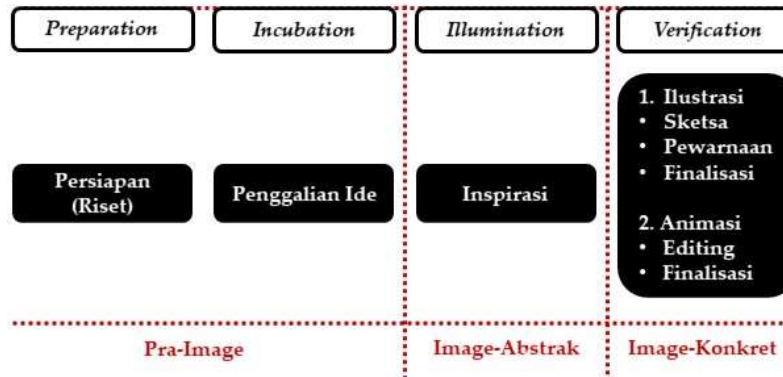 Preparation
Incubation
Illumination
Verification
Persiapan
(Riset)
Penggalian Ide
Inspirasi
1. Ilustrasi
• Sketsa
• Pewarnaan
• Finalisasi
2. Animasi
• Editing
• Finalisasi
Pra-Image
Image-Abstrak
Image-Konkret